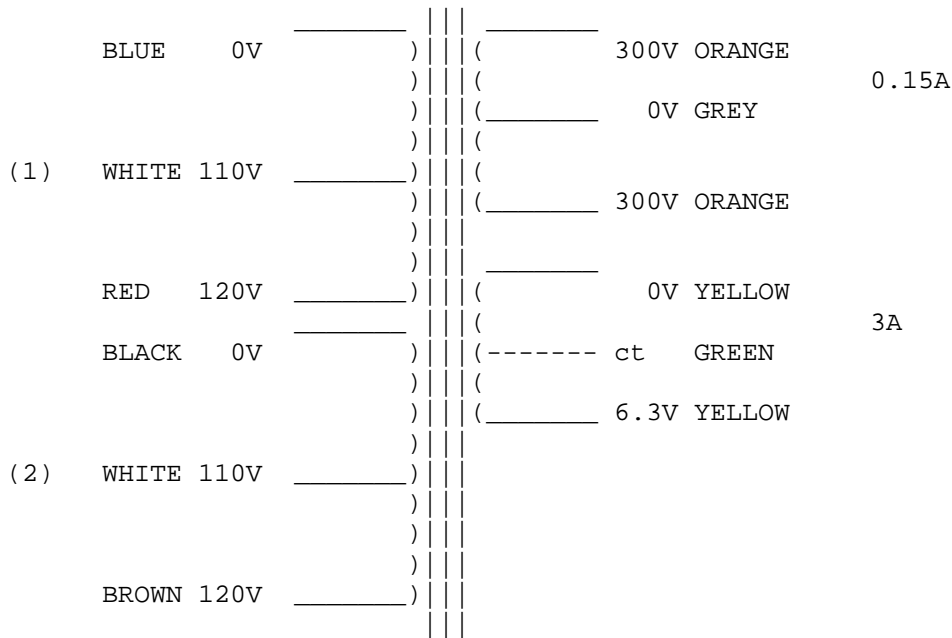 BLUE 0V 300V ORANGE
0.15A
0V GREY
(1) WHITE 110V
300V ORANGE
RED 120V 0V YELLOW
3A
BLACK 0V ct GREEN
6.3V YELLOW
(2) WHITE 110V
BROWN 120V